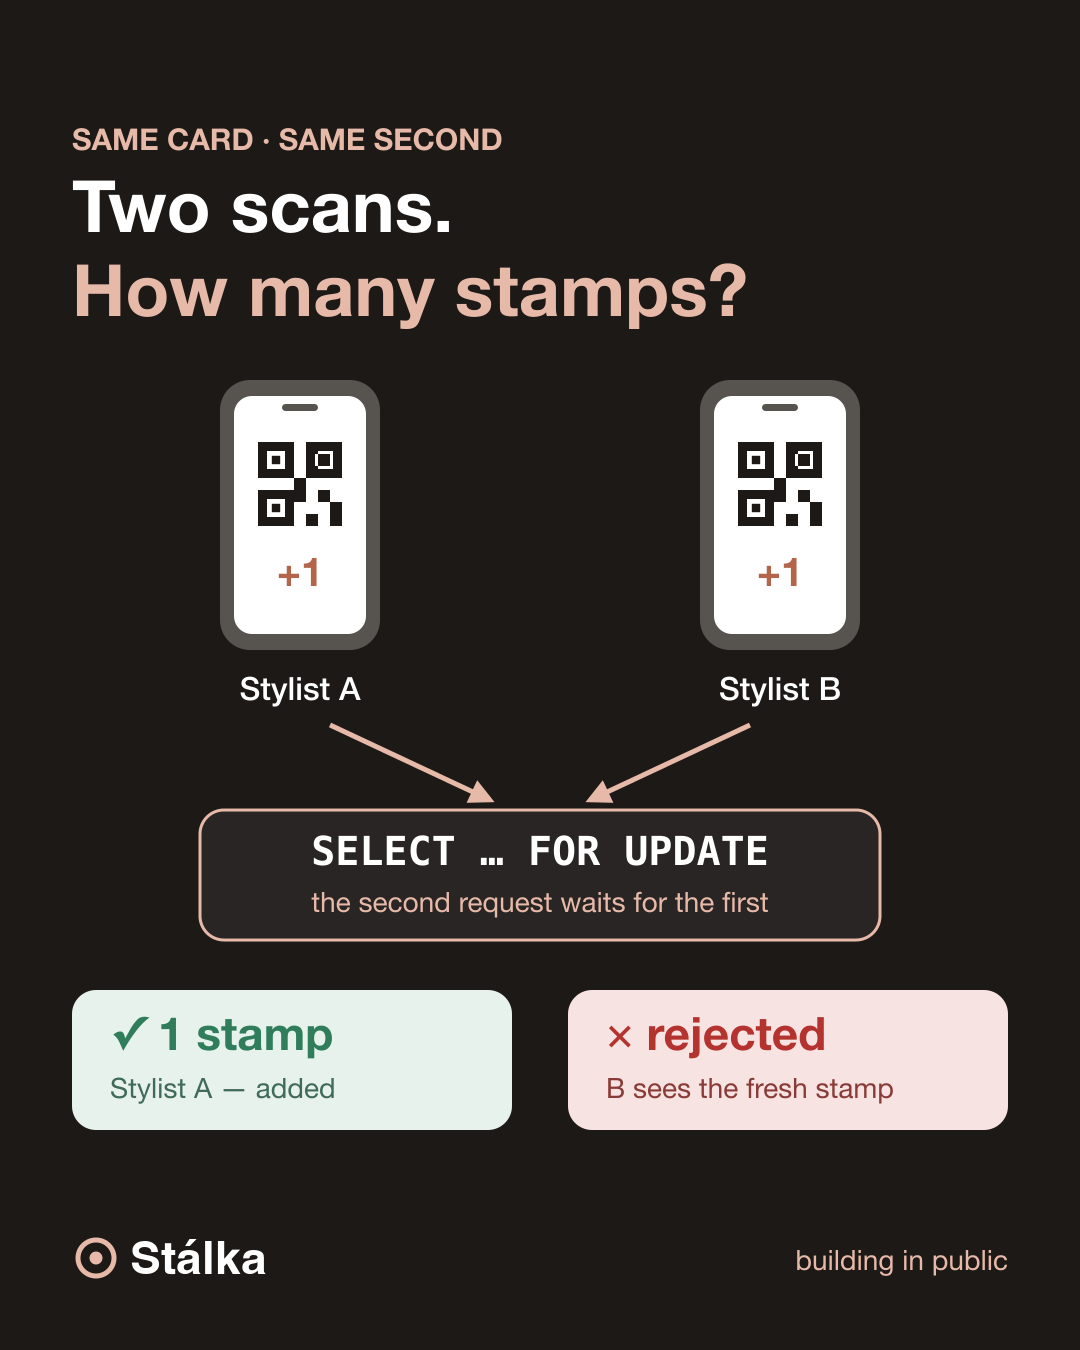 SAME CARD · SAME SECOND
Two scans.
How many stamps?
+1
+1
Stylist A
Stylist B
SELECT … FOR UPDATE
the second request waits for the first
✓ 1 stamp
Stylist A — added
× rejected
B sees the fresh stamp
Stálka
building in public